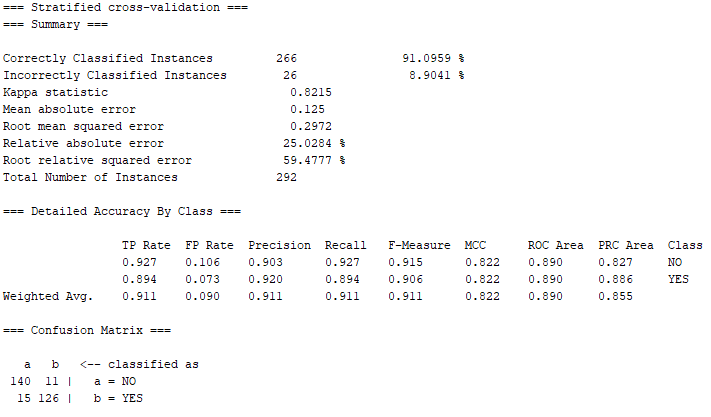 === Stratified cross-validation ===
=== Summary ===
Correctly Classified Instances 266 91.0959 %
Incorrectly Classified Instances 26 8.9041 %
Kappa statistic 0.8215
Mean absolute error 0.125
Root mean squared error 0.2972
Relative absolute error 25.0284 %
Root relative squared error 59.4777 %
Total Number of Instances 292
=== Detailed Accuracy By Class ===
TP Rate FP Rate Precision Recall F-Measure MCC ROC Area PRC Area Class
0.927 0.106 0.903 0.927 0.915 0.822 0.890 0.827 NO
0.894 0.073 0.920 0.894 0.906 0.822 0.890 0.886 YES
Weighted Avg. 0.911 0.090 0.911 0.911 0.911 0.822 0.890 0.855
=== Confusion Matrix ===
a b <-- classified as
140 11 | a = NO
15 126 | b = YES